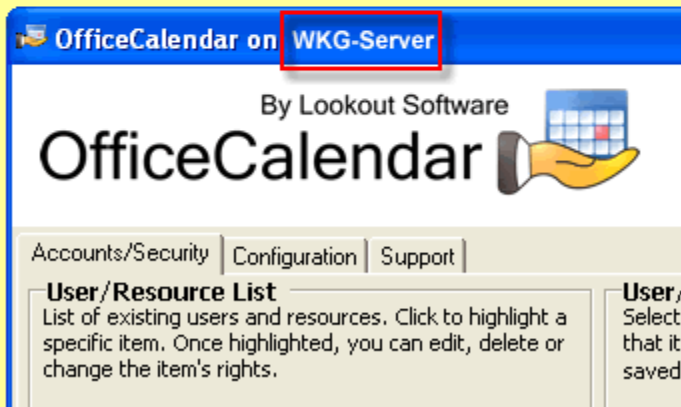 OfficeCalendar on WKG-Server
By Lookout Software
OfficeCalendar
Accounts/Security Configuration Support
User/Resource List
List of existing users and resources. Click to highlight a
specific item. Once highlighted, you can edit, delete or
change the item's rights.
User/
Select
that it
saved